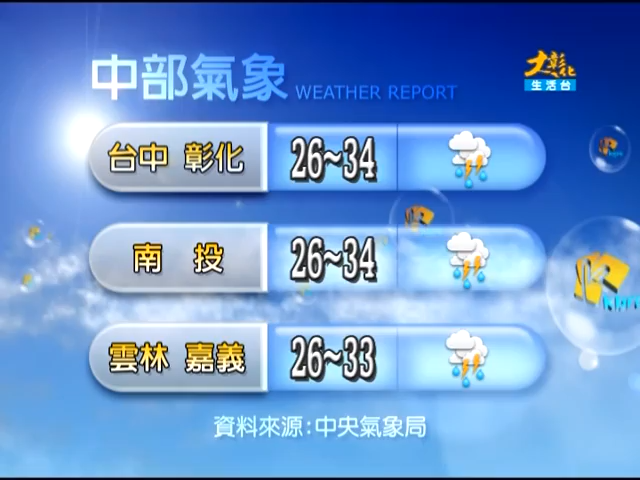 中部氣象 WEATHER REPORT
大彰化
生活台
台中 彰化 26~34
南 投 26~34
雲林 嘉義 26~33
資料來源:中央氣象局